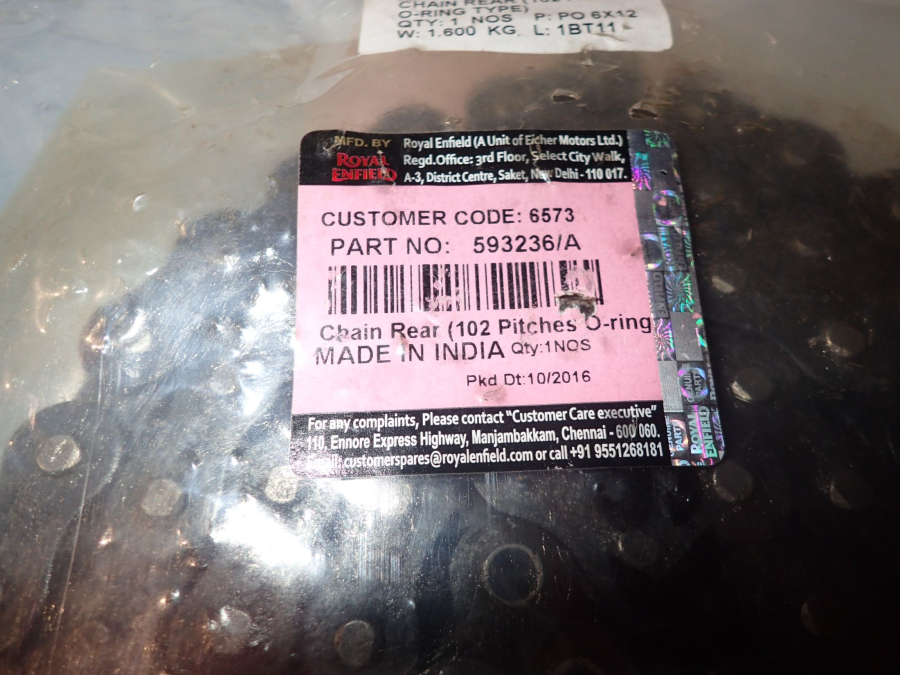 CHAIN REAR (102
O-RING TYPE)
QTY: 1 NOS P: PO 6X12
W: 1.600 KG. L: 1BT11
MFD. BY
ROYAL
ENFIELD
Royal Enfield (A Unit of Eicher Motors Ltd.)
Regd.Office: 3rd Floor, Select City Walk,
A-3, District Centre, Saket, New Delhi - 110 017.
CUSTOMER CODE: 6573
PART NO: 593236/A
Chain Rear (102 Pitches O-ring
MADE IN INDIA Qty:1NOS
Pkd Dt:10/2016
For any complaints, Please contact "Customer Care executive"
110, Ennore Express Highway, Manjambakkam, Chennai - 600 060.
Email:customerspares@royalenfield.com or call +91 9551268181
ROYAL
ENFIELD